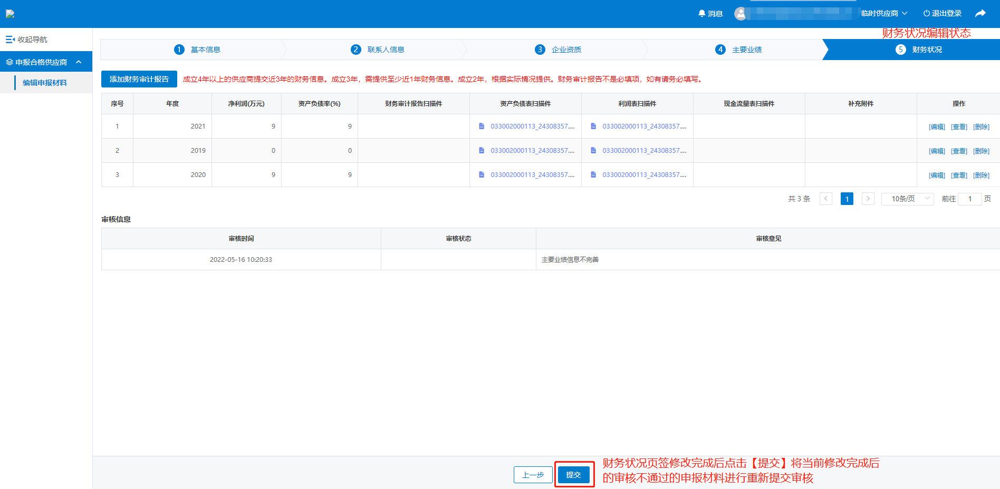 消息
临时供应商
退出登录
财务状况编辑状态
收起导航
1 基本信息
2 联系人信息
3 企业资质
4 主要业绩
5 财务状况
申报合格供应商
编辑申报材料
添加财务审计报告 成立4年以上的供应商提交近3年的财务信息。成立3年，需提供至少近1年财务信息。成立2年，根据实际情况提供。财务审计报告不是必填项，如有请务必填写。
序号 年度 净利润(万元) 资产负债率(%) 财务审计报告扫描件 资产负债表扫描件 利润表扫描件 现金流量表扫描件 补充附件 操作
1 2021 9 9 033002000113_24308357.... 033002000113_24308357.... [编辑] [查看] [删除]
2 2019 0 0 033002000113_24308357.... 033002000113_24308357.... [编辑] [查看] [删除]
3 2020 9 9 033002000113_24308357.... 033002000113_24308357.... [编辑] [查看] [删除]
共 3 条 1 10条/页 前往 1 页
审核信息
审核时间 审核状态 审核意见
2022-05-16 10:20:33 主要业绩信息不完善
上一步 提交
财务状况页签修改完成后点击【提交】将当前修改完成后
的审核不通过的申报材料进行重新提交审核